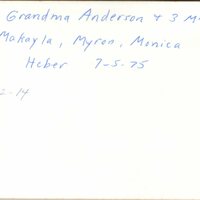 Grandma Anderson + 3 M
Makayla, Myron, Monica
Heber 7-5-75
2-14